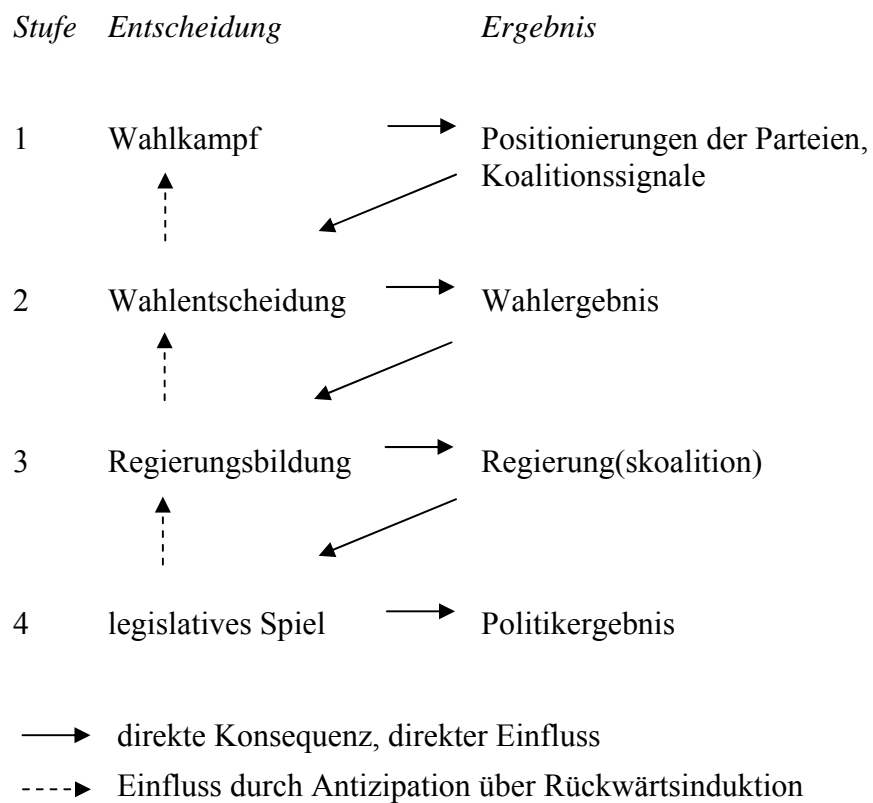 Stufe Entscheidung Ergebnis
1 Wahlkampf Positionierungen der Parteien,
Koalitionssignale
2 Wahlentscheidung Wahlergebnis
3 Regierungsbildung Regierung(skoalition)
4 legislatives Spiel Politikergebnis
direkte Konsequenz, direkter Einfluss
Einfluss durch Antizipation über Rückwärtsinduktion